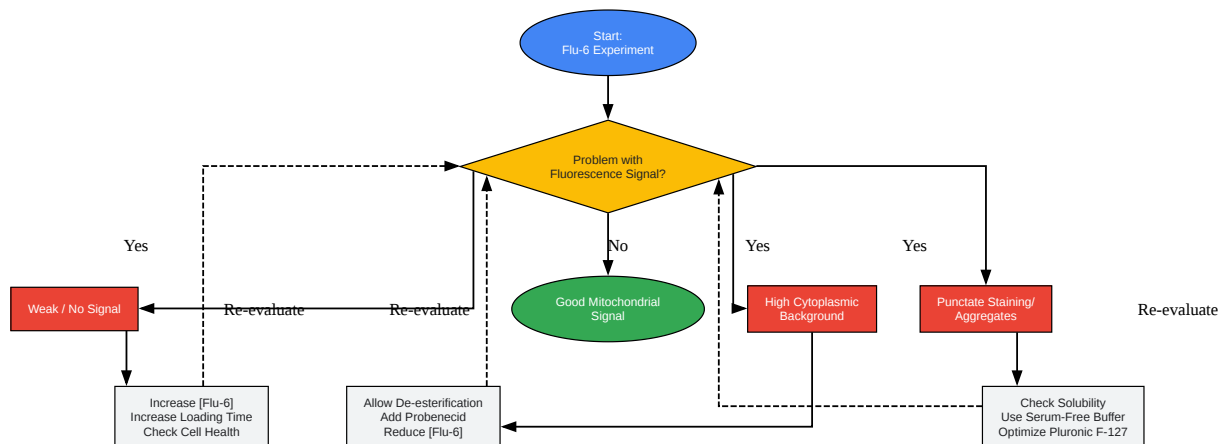 Start:
Flu-6 Experiment
Problem with
Fluorescence Signal?
Yes
No
Yes
Yes
Weak / No Signal
Re-evaluate
Re-evaluate
Good Mitochondrial
Signal
High Cytoplasmic
Background
Punctate Staining/
Aggregates
Re-evaluate
Increase [Flu-6]
Increase Loading Time
Check Cell Health
Allow De-esterification
Add Probenecid
Reduce [Flu-6]
Check Solubility
Use Serum-Free Buffer
Optimize Pluronic F-127